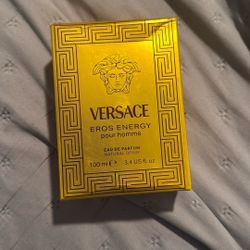 VERSACE
EROS ENERGY
pour homme
EAU DE PARFUM
NATURAL SPRAY
100 ml ℮ 3.4 US fl. oz